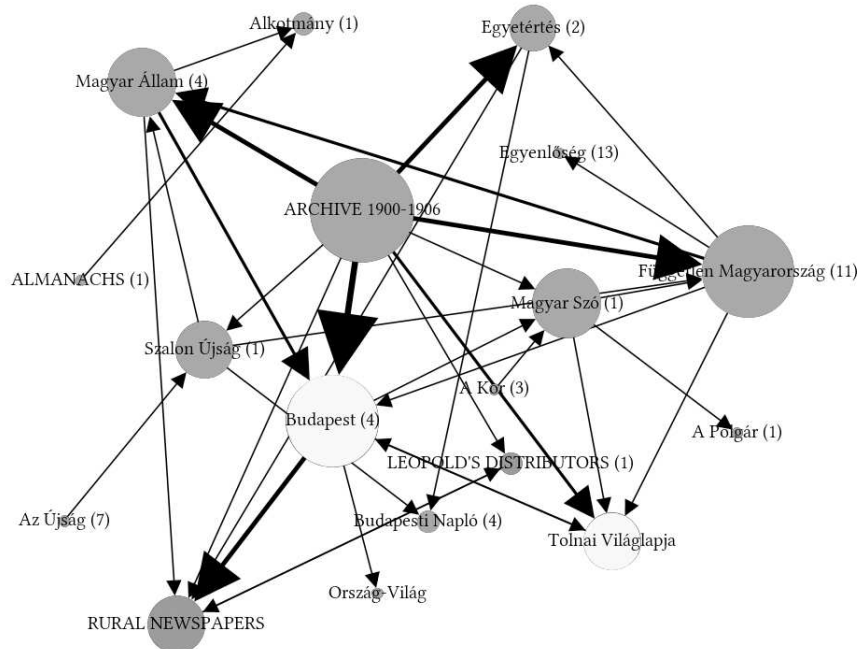 Alkotmány (1)
Egyetértés (2)
Magyar Állam (4)
Egyenlőség (13)
ARCHIVE 1900-1906
ALMANACHS (1)
Független Magyarország (11)
Magyar Szó (1)
Szalon Újság (1)
A Kor (3)
Budapest (4)
A Polgár (1)
LEOPOLD'S DISTRIBUTORS (1)
Az Újság (7)
Budapesti Napló (4)
Tolnai Világlapja
Ország-Világ
RURAL NEWSPAPERS